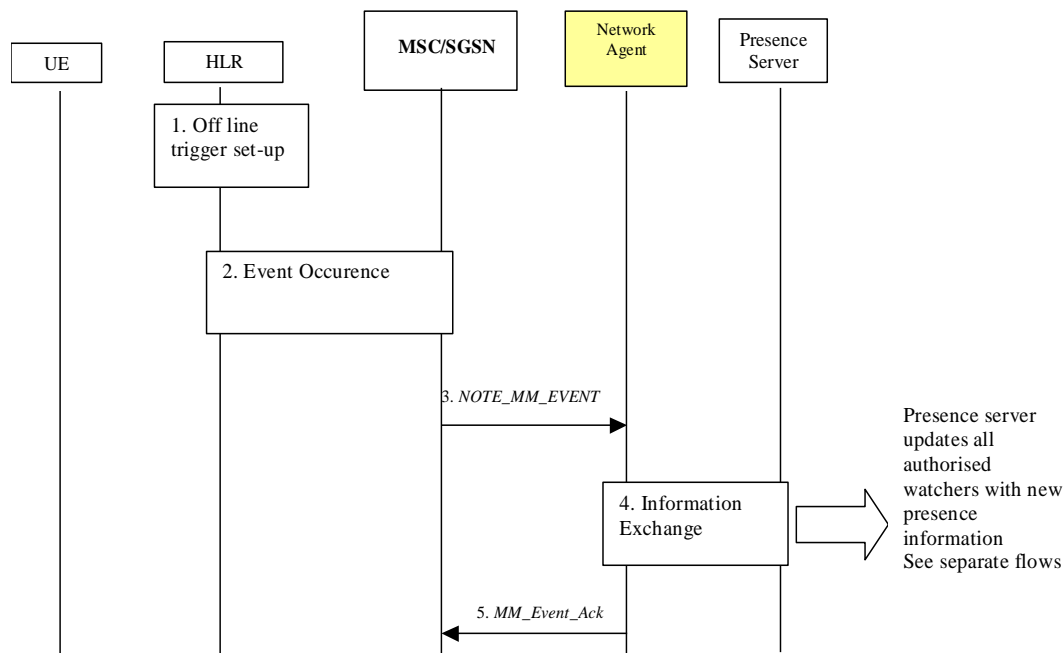 UE
HLR
MSC/SGSN
Network
Agent
Presence
Server
1. Off line
trigger set-up
2. Event Occurence
3. NOTE_MM_EVENT
4. Information
Exchange
Presence server
updates all
authorised
watchers with new
presence
information
See separate flows
5. MM_Event_Ack